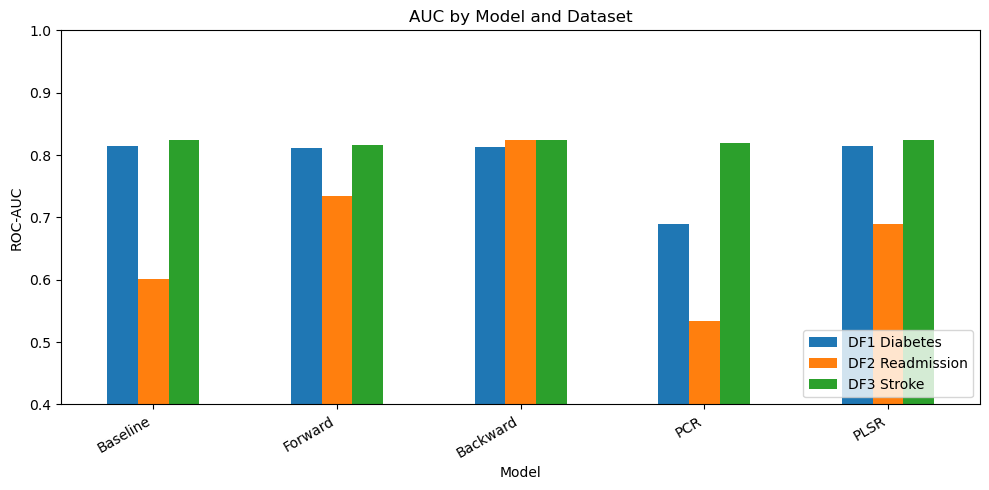 AUC by Model and Dataset
1.0
0.9
0.8
0.7
0.6
0.5
0.4
ROC-AUC
DF1 Diabetes
DF2 Readmission
DF3 Stroke
Baseline
Forward
Backward
PCR
PLSR
Model